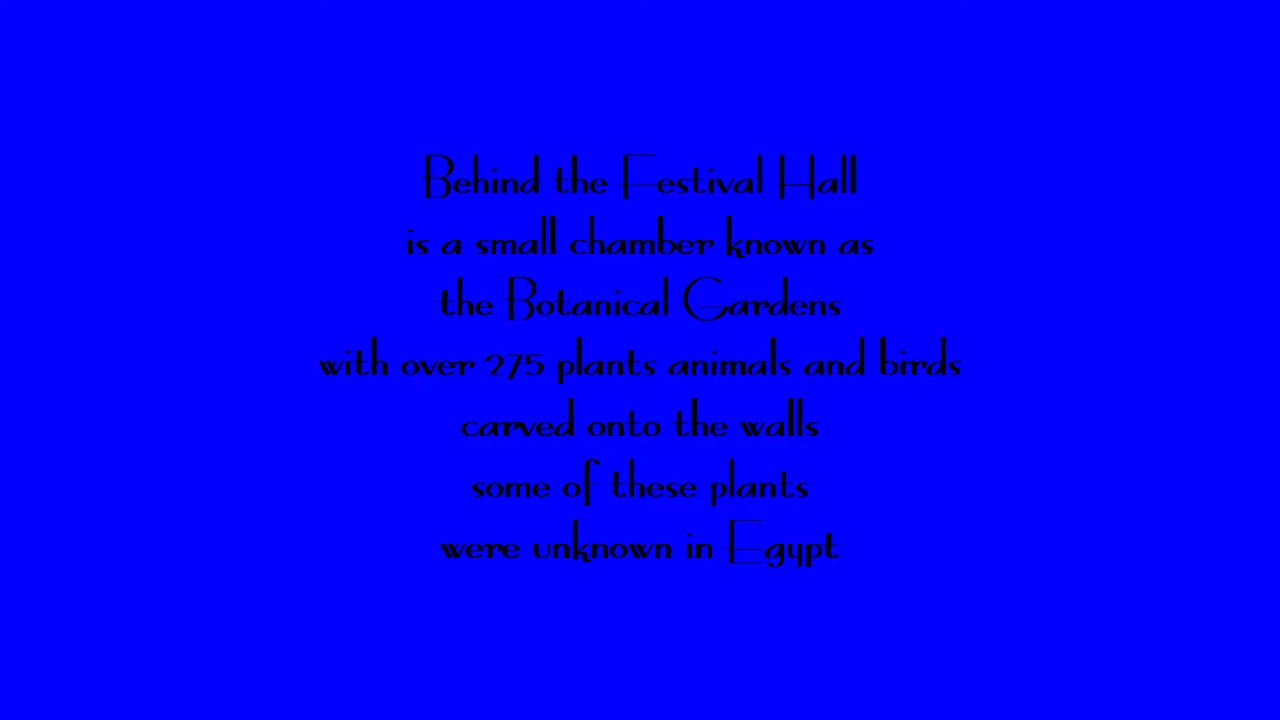 Behind the Festival Hall
is a small chamber known as
the Botanical Gardens
with over 275 plants animals and birds
carved onto the walls
some of these plants
were unknown in Egypt